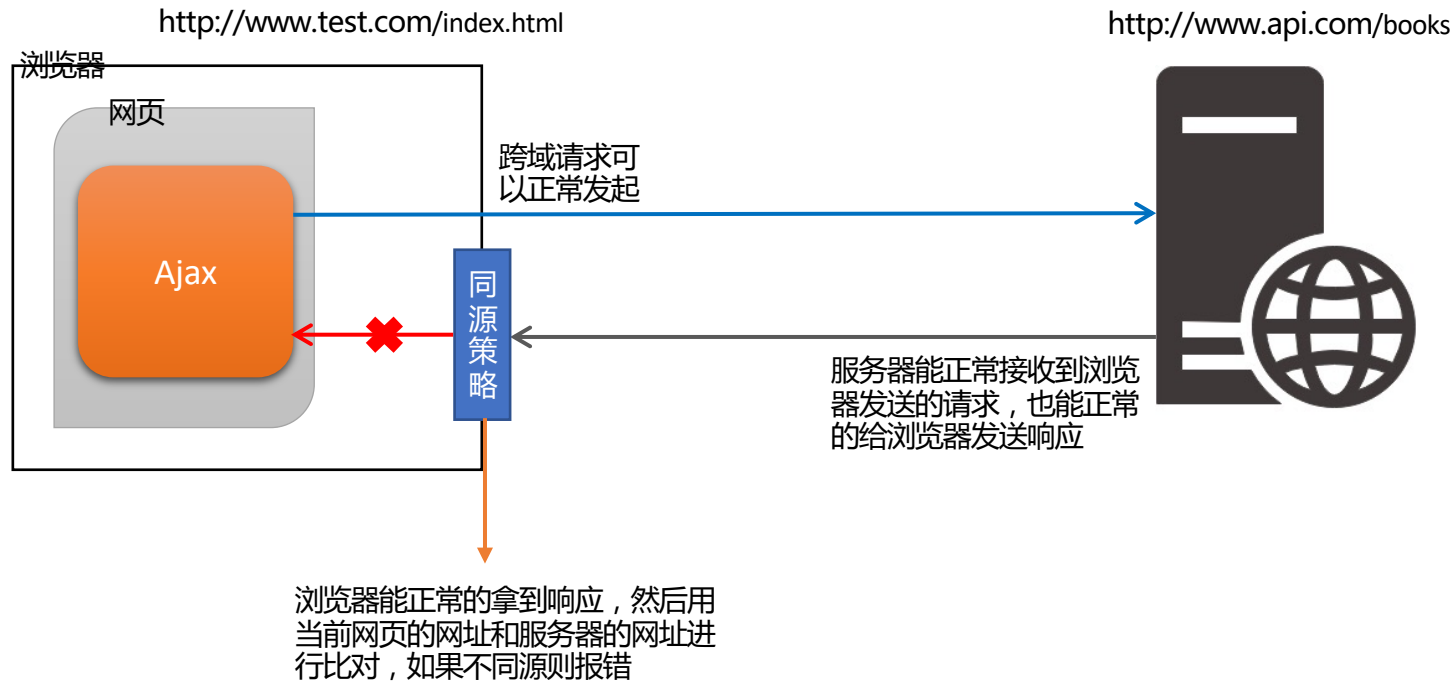 http://www.test.com/index.html
http://www.api.com/books
浏览器
网页
跨域请求可
以正常发起
Ajax
同
源
策
略
服务器能正常接收到浏览
器发送的请求，也能正常
的给浏览器发送响应
浏览器能正常的拿到响应，然后用
当前网页的网址和服务器的网址进
行比对，如果不同源则报错